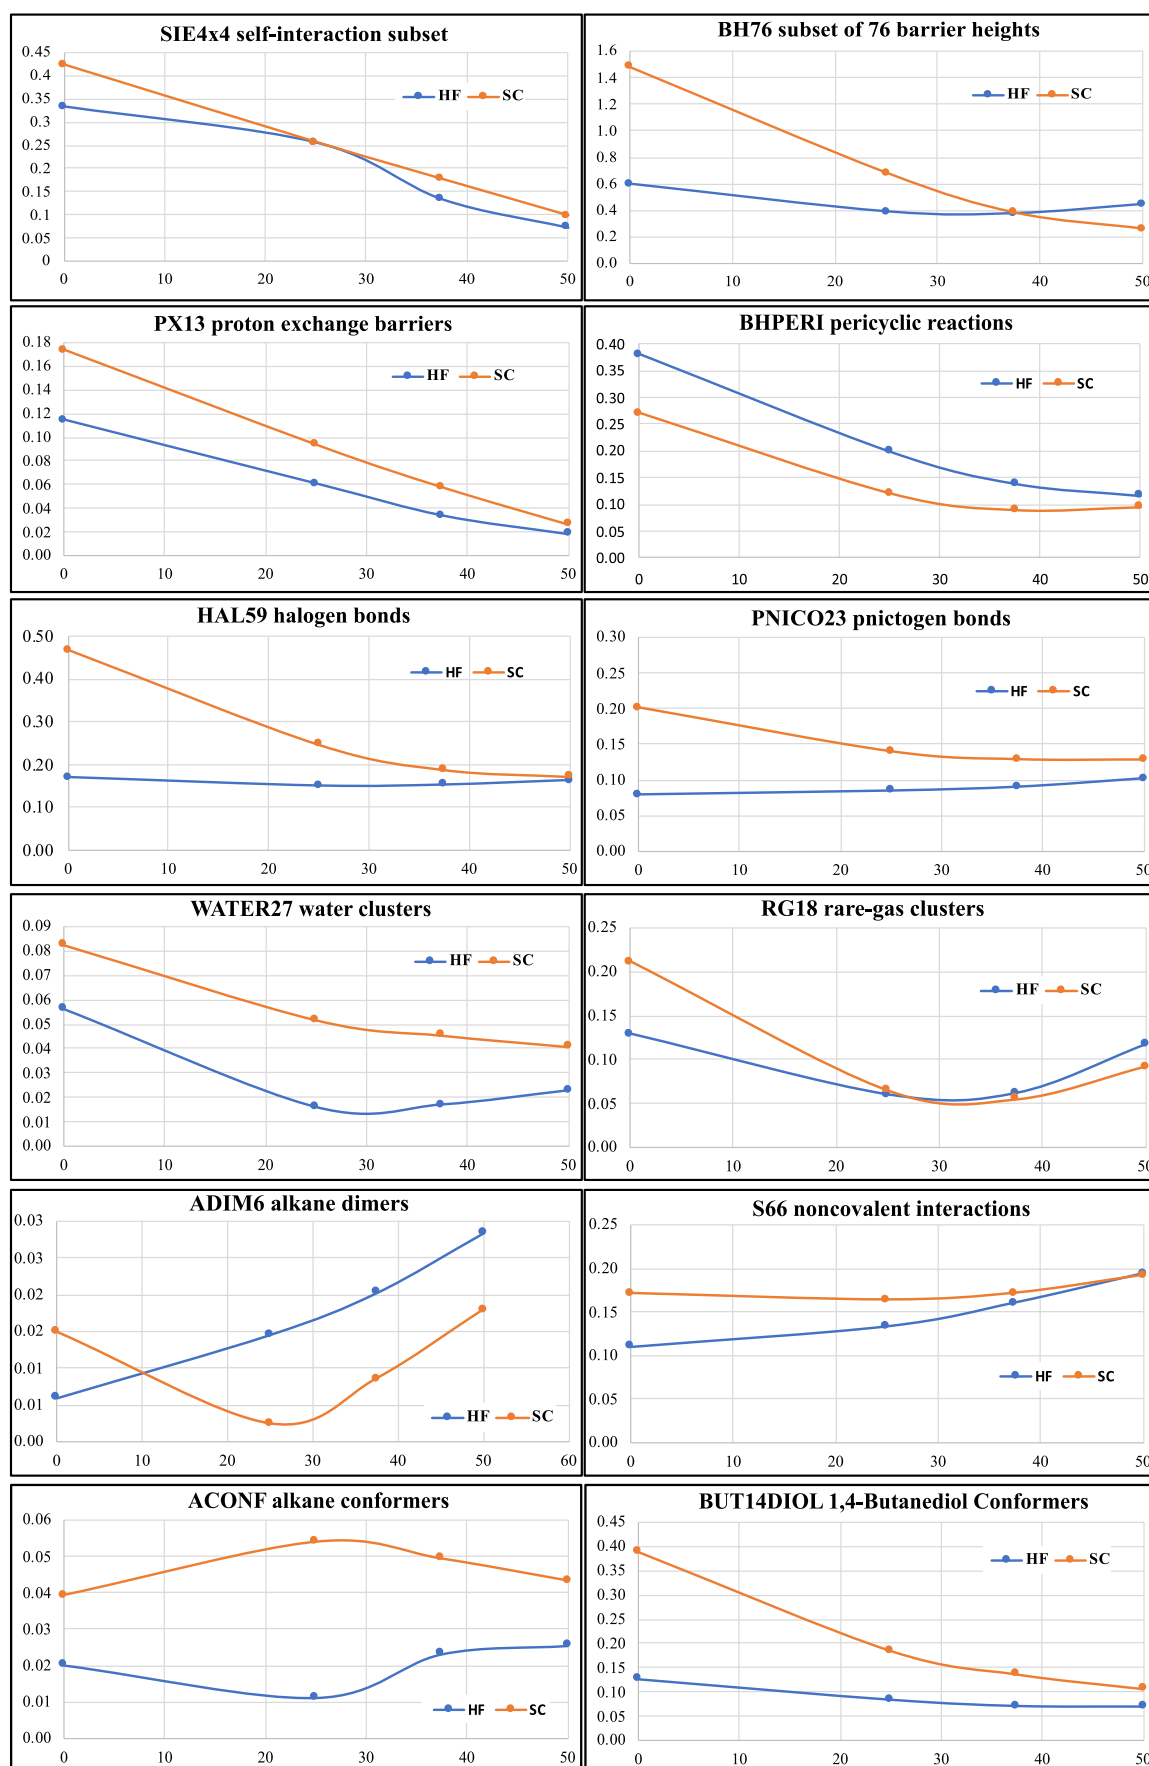 SIE4x4 self-interaction subset
0.45
0.4
0.35
0.3
0.25
0.2
0.15
0.1
0.05
0
HF SC
0 10 20 30 40 50
BH76 subset of 76 barrier heights
1.6
1.4
1.2
1.0
0.8
0.6
0.4
0.2
0.0
HF SC
0 10 20 30 40 50
PX13 proton exchange barriers
0.18
0.16
0.14
0.12
0.10
0.08
0.06
0.04
0.02
0.00
HF SC
0 10 20 30 40 50
BHPERI pericyclic reactions
0.40
0.35
0.30
0.25
0.20
0.15
0.10
0.05
0.00
HF SC
0 10 20 30 40 50
HAL59 halogen bonds
0.50
0.40
0.30
0.20
0.10
0.00
HF SC
0 10 20 30 40 50
PNICO23 pnictogen bonds
0.30
0.25
0.20
0.15
0.10
0.05
0.00
HF SC
0 10 20 30 40 50
WATER27 water clusters
0.09
0.08
0.07
0.06
0.05
0.04
0.03
0.02
0.01
0.00
HF SC
0 10 20 30 40 50
RG18 rare-gas clusters
0.25
0.20
0.15
0.10
0.05
0.00
HF SC
0 10 20 30 40 50
ADIM6 alkane dimers
0.03
0.03
0.02
0.02
0.01
0.01
0.00
HF SC
0 10 20 30 40 50 60
S66 noncovalent interactions
0.25
0.20
0.15
0.10
0.05
0.00
HF SC
0 10 20 30 40 50
ACONF alkane conformers
0.06
0.05
0.04
0.03
0.02
0.01
0.00
HF SC
0 10 20 30 40 50
BUT14DIOL 1,4-Butanediol Conformers
0.45
0.40
0.35
0.30
0.25
0.20
0.15
0.10
0.05
0.00
HF SC
0 10 20 30 40 50